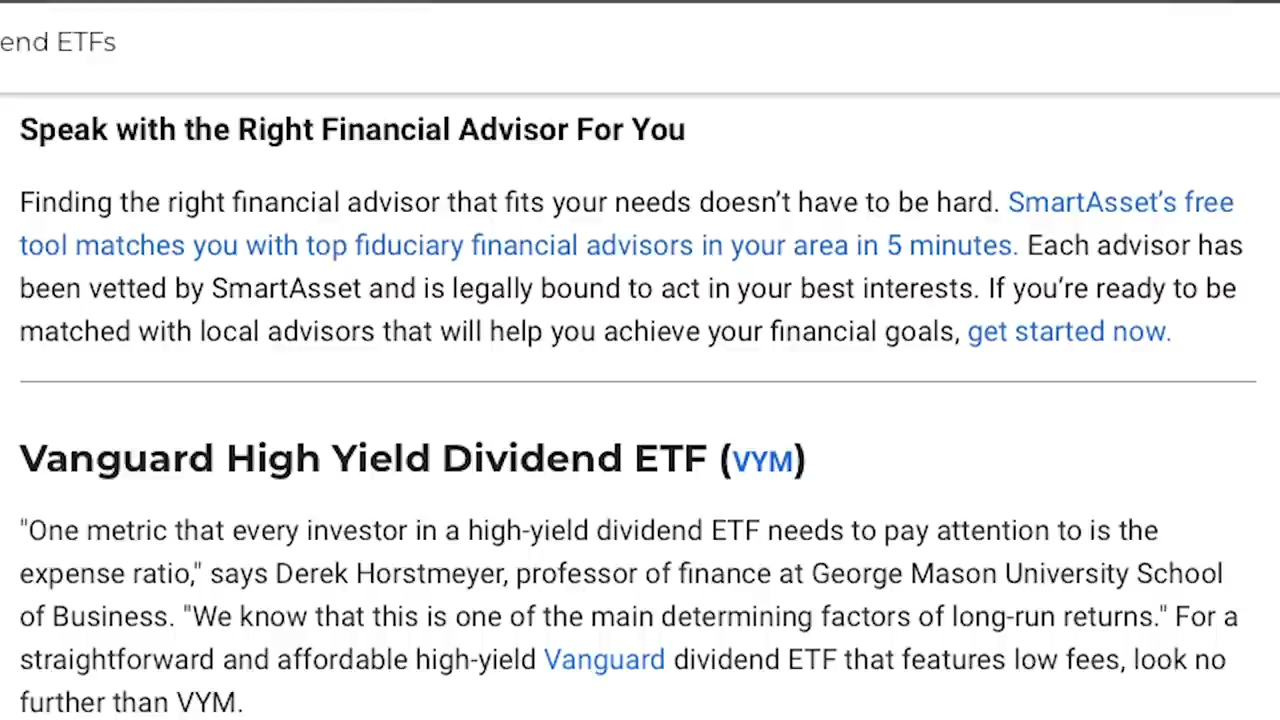 end ETFs
Speak with the Right Financial Advisor For You
Finding the right financial advisor that fits your needs doesn’t have to be hard. SmartAsset’s free
tool matches you with top fiduciary financial advisors in your area in 5 minutes. Each advisor has
been vetted by SmartAsset and is legally bound to act in your best interests. If you’re ready to be
matched with local advisors that will help you achieve your financial goals, get started now.
Vanguard High Yield Dividend ETF (VYM)
"One metric that every investor in a high-yield dividend ETF needs to pay attention to is the
expense ratio," says Derek Horstmeyer, professor of finance at George Mason University School
of Business. "We know that this is one of the main determining factors of long-run returns." For a
straightforward and affordable high-yield Vanguard dividend ETF that features low fees, look no
further than VYM.